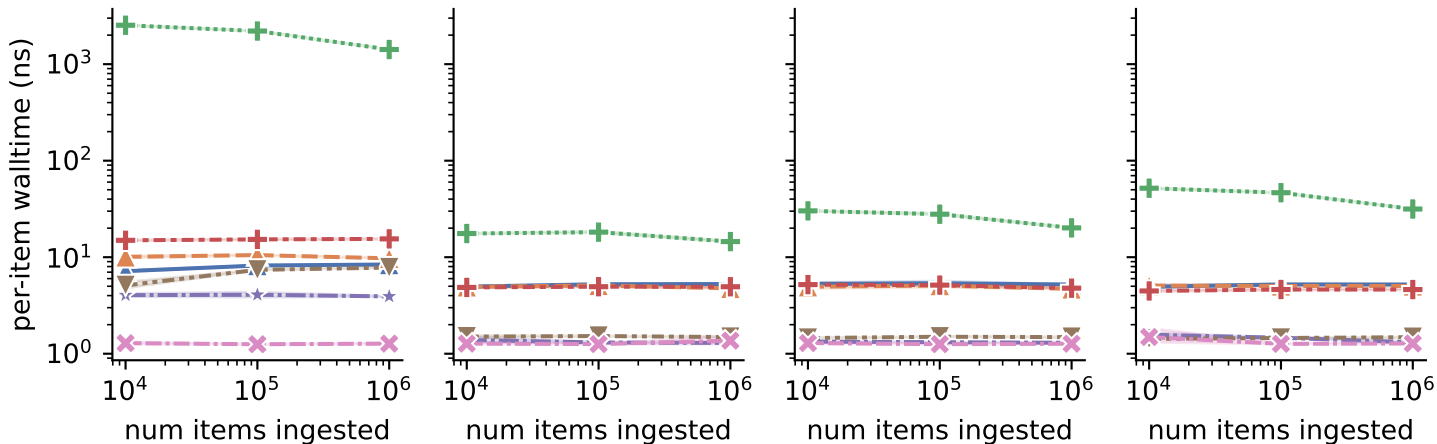 per-item walltime (ns)
10³
10²
10¹
10⁰
10⁴ 10⁵ 10⁶ 10⁴ 10⁵ 10⁶ 10⁴ 10⁵ 10⁶ 10⁴ 10⁵ 10⁶
num items ingested num items ingested num items ingested num items ingested